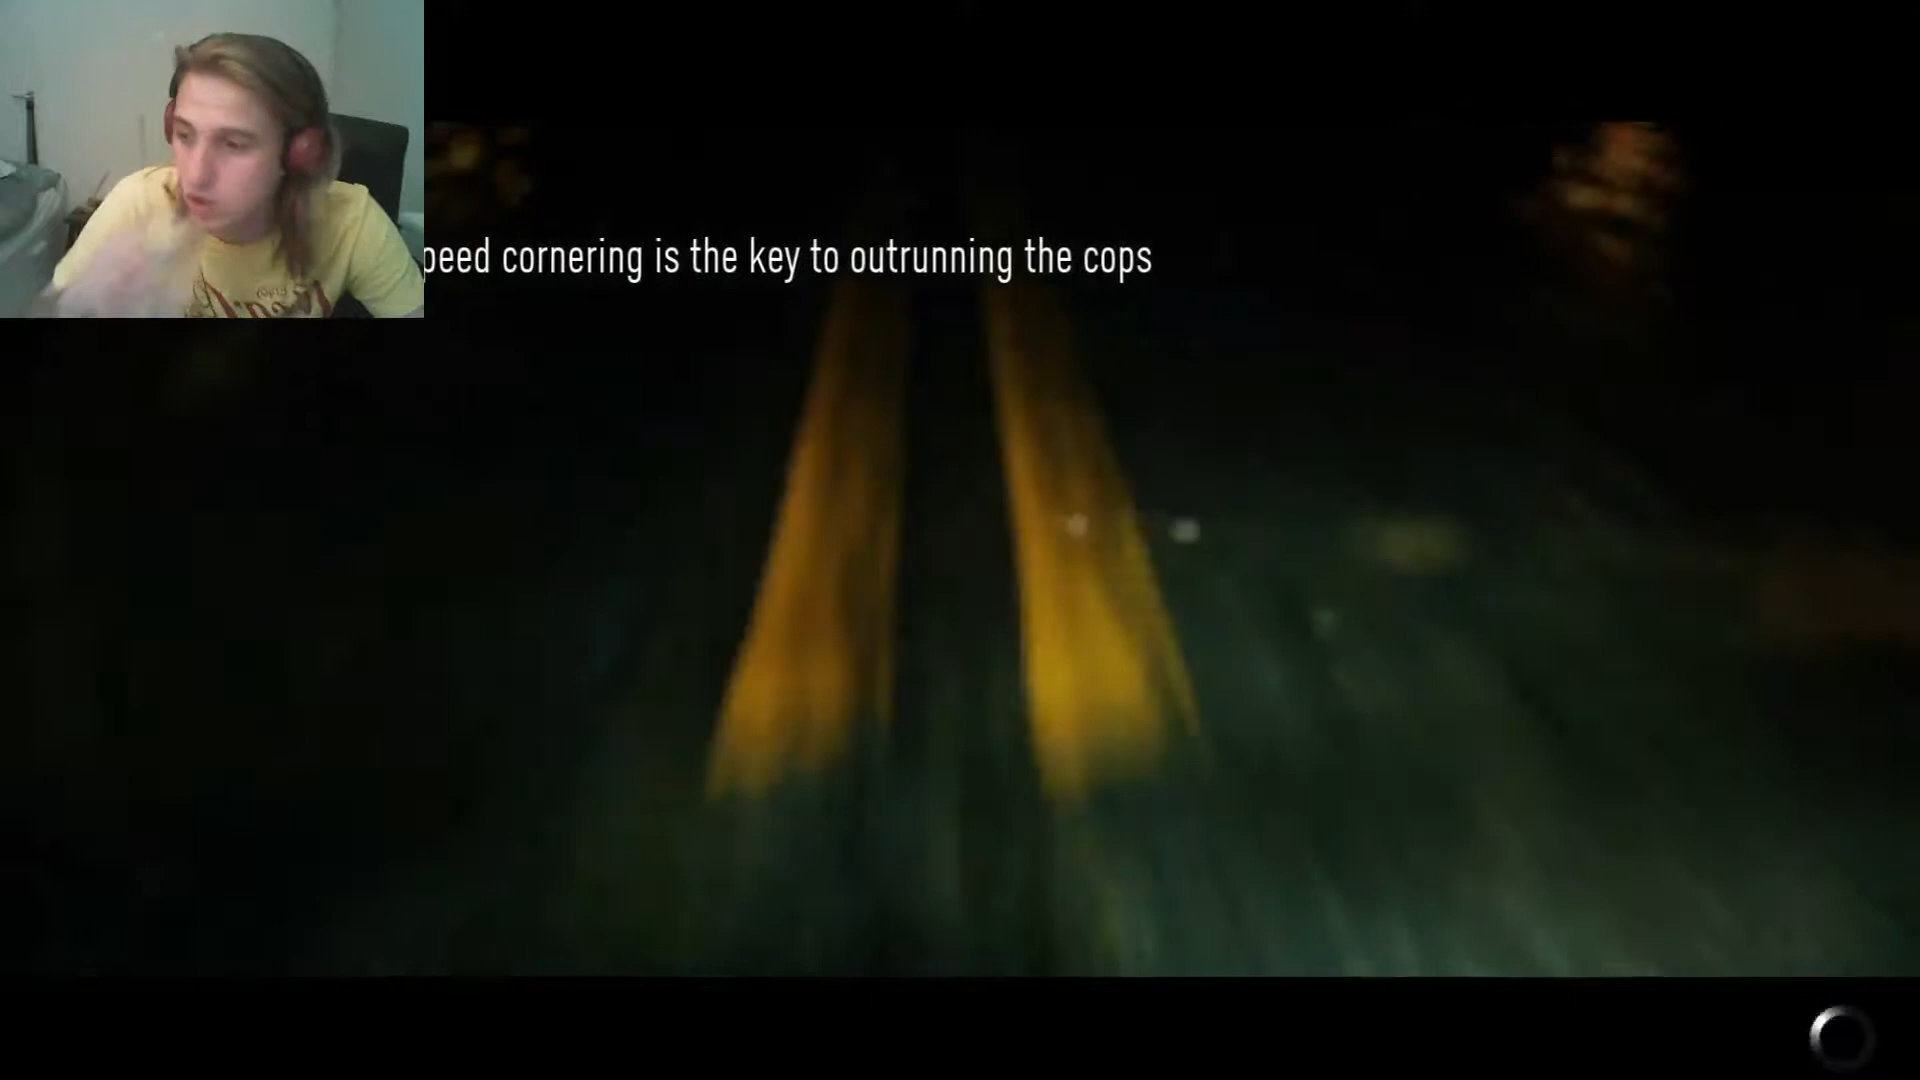 peed cornering is the key to outrunning the cops